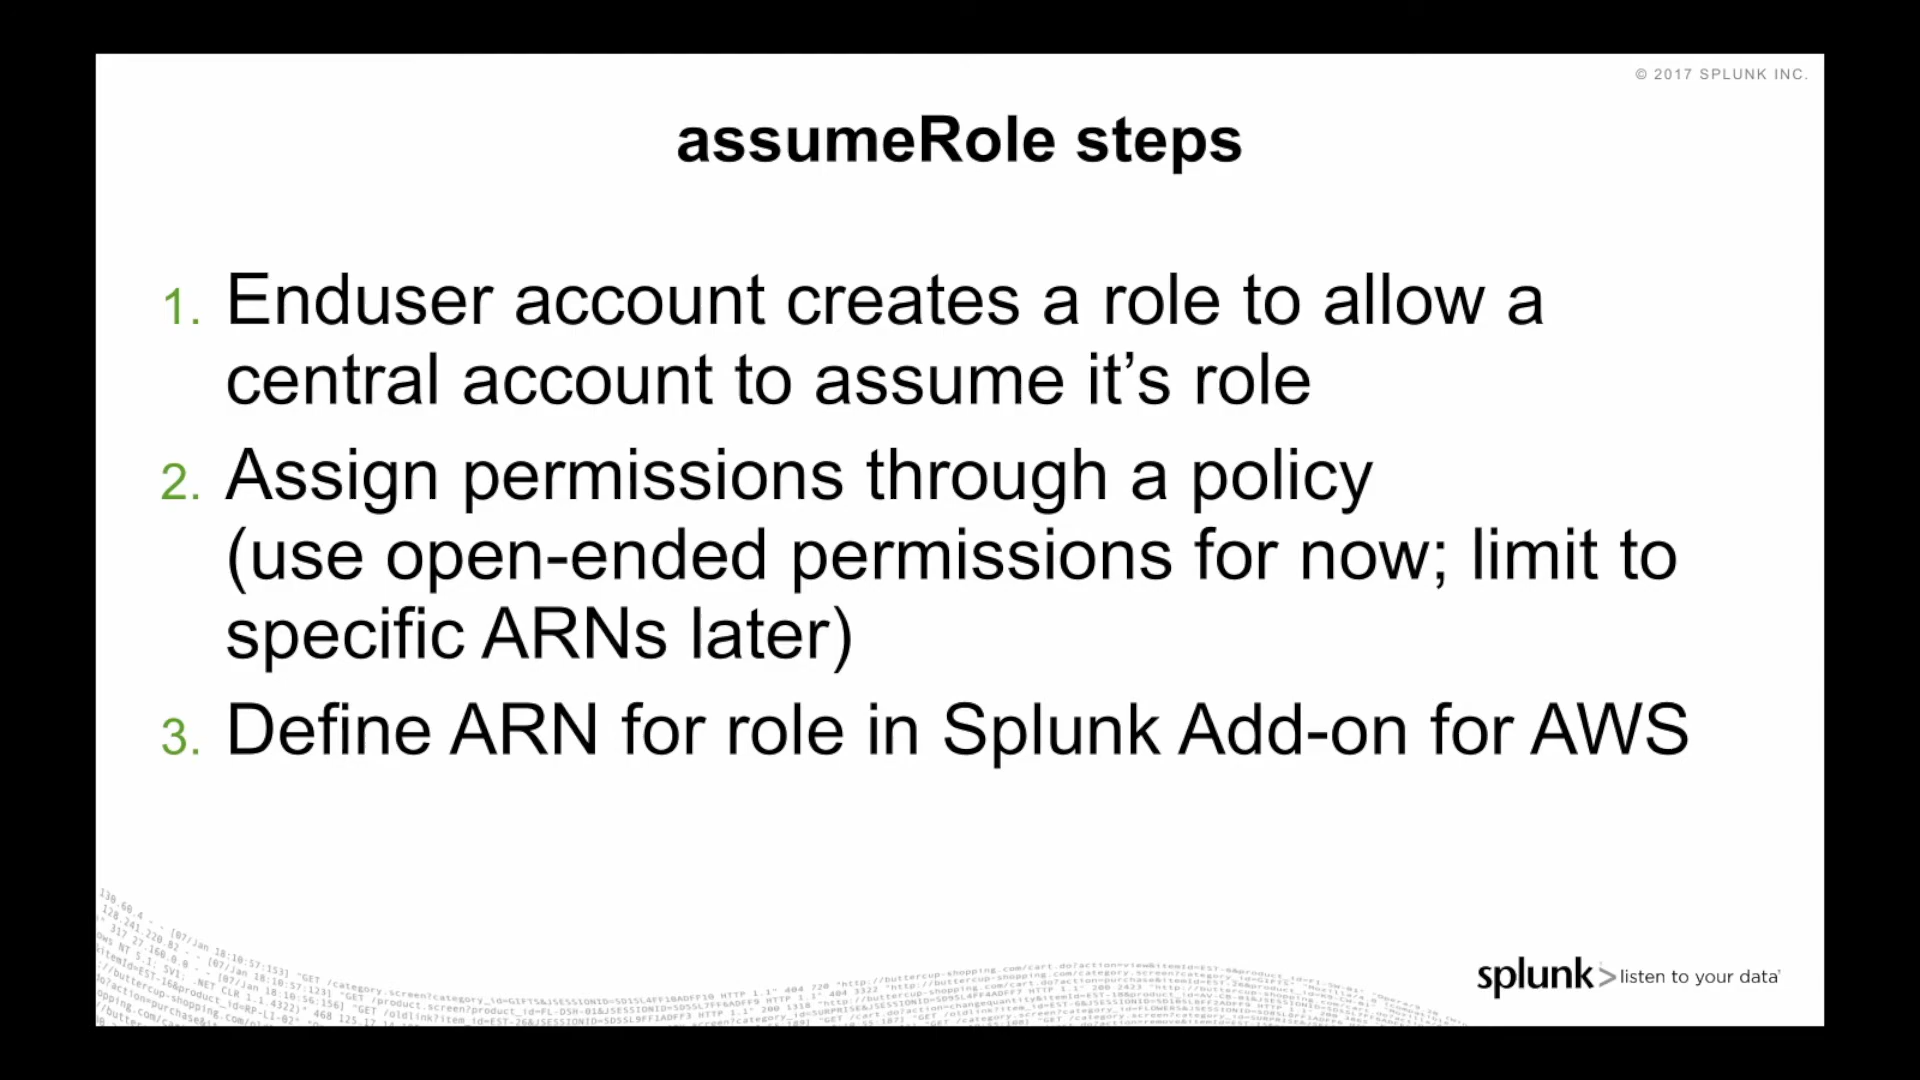 © 2017 SPLUNK INC.
assumeRole steps
1. Enduser account creates a role to allow a
central account to assume it’s role
2. Assign permissions through a policy
(use open-ended permissions for now; limit to
specific ARNs later)
3. Define ARN for role in Splunk Add-on for AWS
splunk> listen to your data